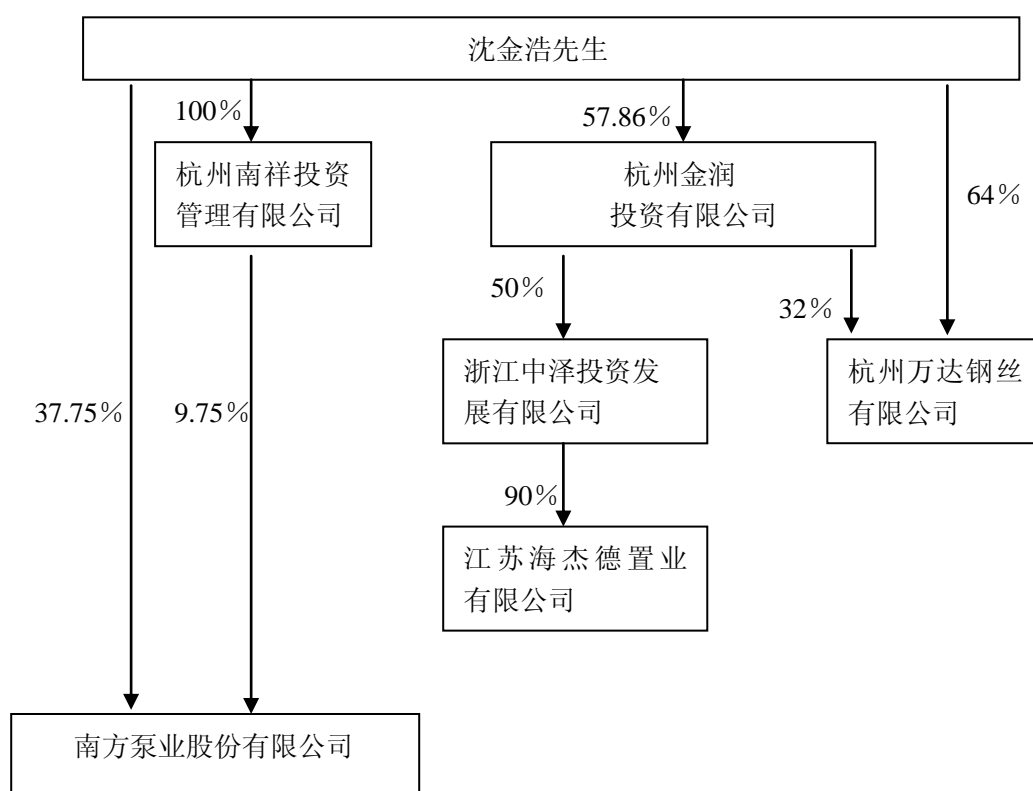 沈金浩先生
100%
57.86%
杭州南祥投资
管理有限公司
杭州金润
投资有限公司
64%
50%
32%
浙江中泽投资发
展有限公司
杭州万达钢丝
有限公司
37.75%
9.75%
90%
江苏海杰德置业
有限公司
南方泵业股份有限公司